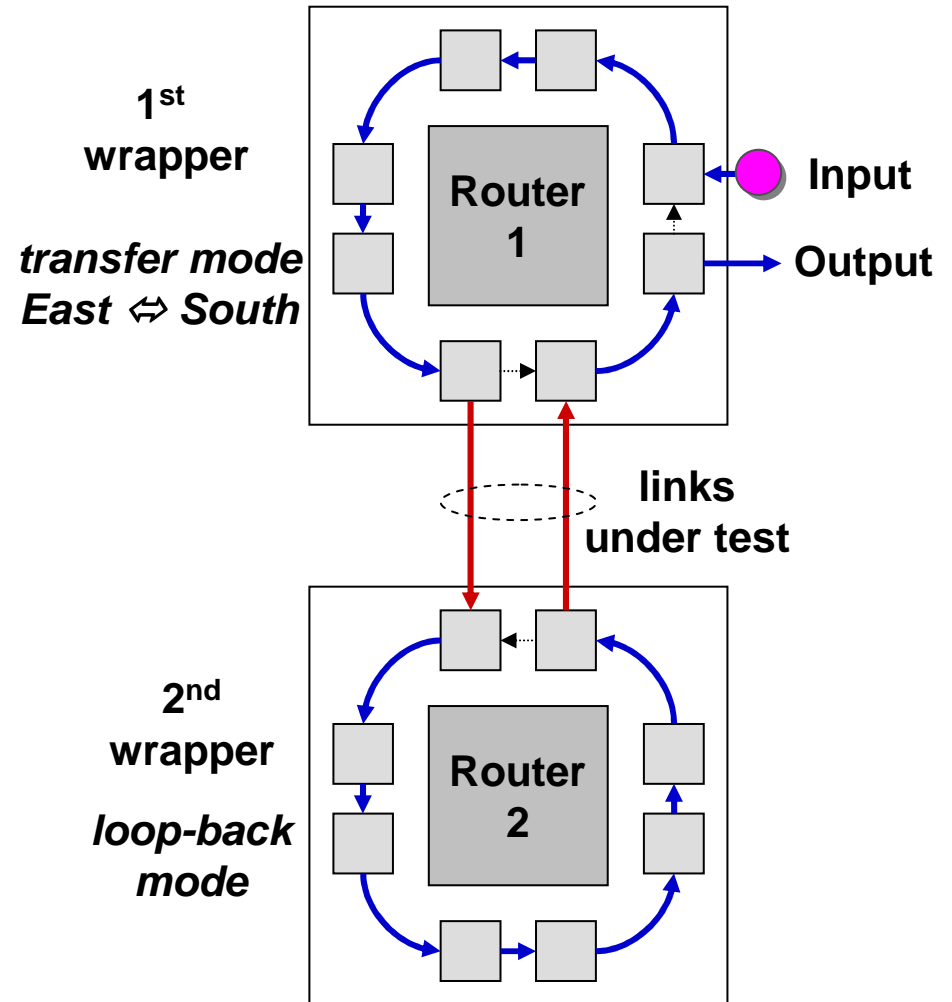 1st
wrapper
transfer mode
East ⇔ South
Router
1
Input
Output
links
under test
2nd
wrapper
loop-back
mode
Router
2